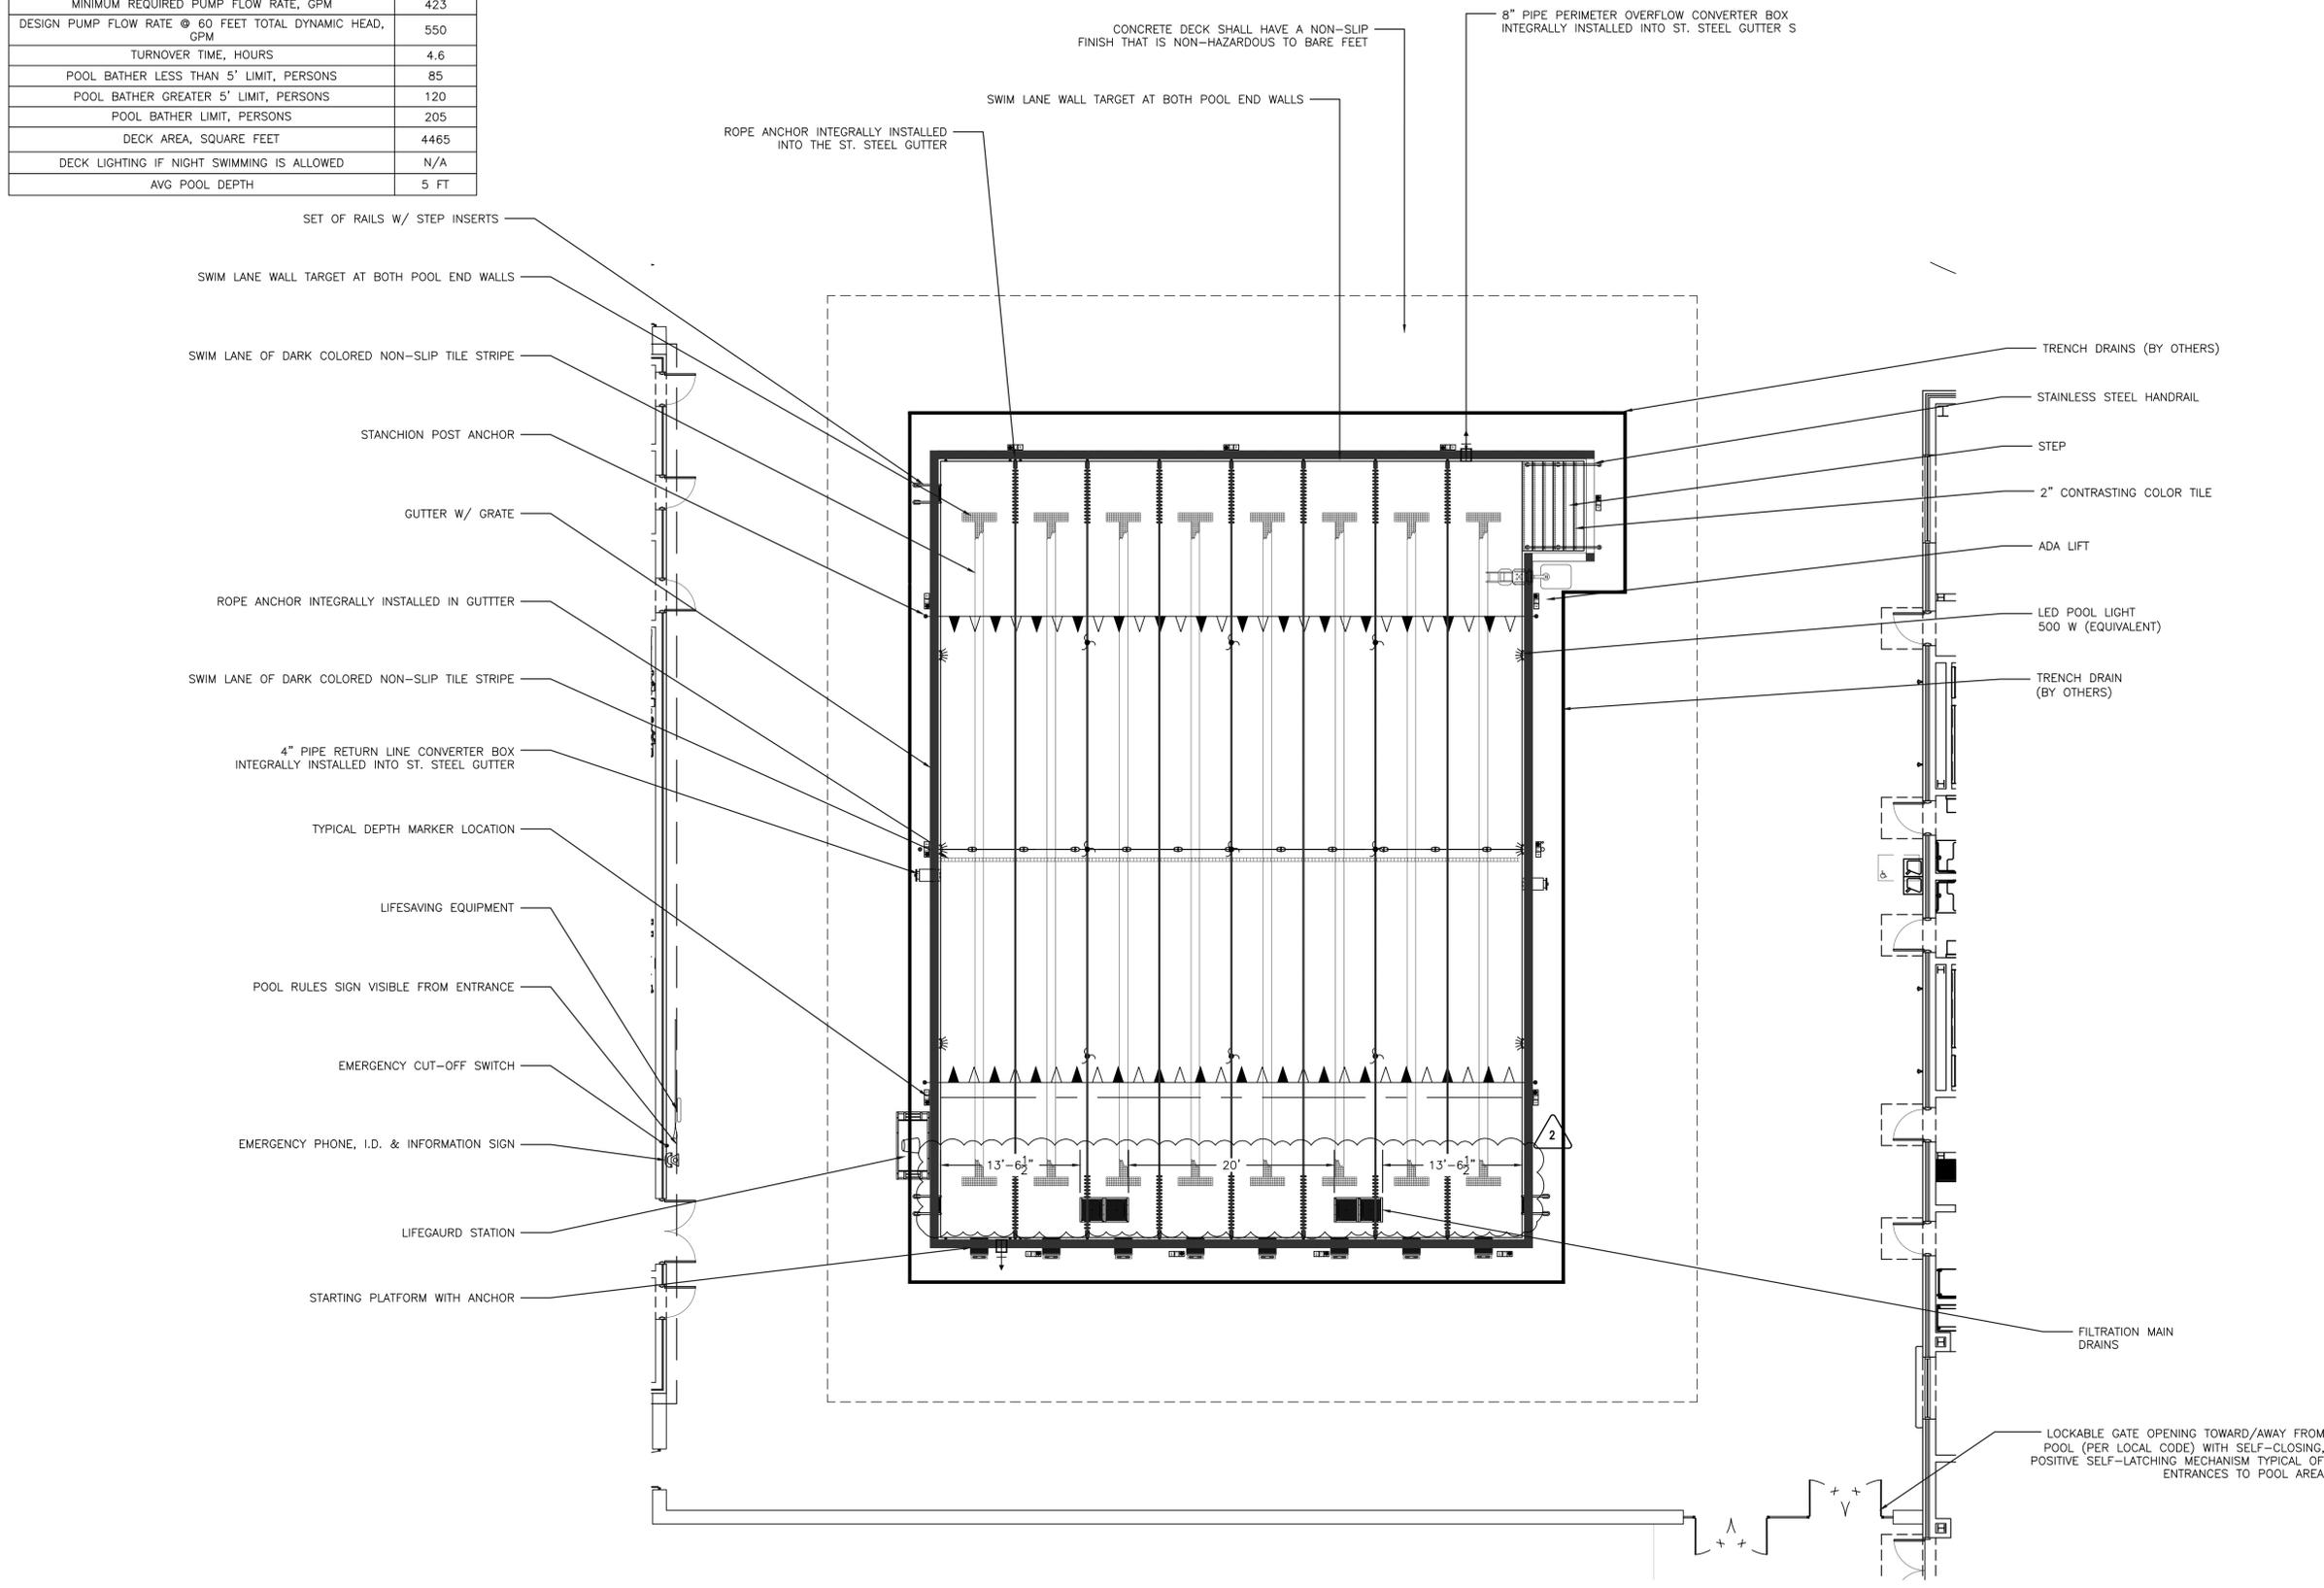 MINIMUM REQUIRED PUMP FLOW RATE, GPM 423
DESIGN PUMP FLOW RATE @ 60 FEET TOTAL DYNAMIC HEAD,
GPM 550
TURNOVER TIME, HOURS 4.6
POOL BATHER LESS THAN 5' LIMIT, PERSONS 85
POOL BATHER GREATER 5' LIMIT, PERSONS 120
POOL BATHER LIMIT, PERSONS 205
DECK AREA, SQUARE FEET 4465
DECK LIGHTING IF NIGHT SWIMMING IS ALLOWED N/A
AVG POOL DEPTH 5 FT
CONCRETE DECK SHALL HAVE A NON-SLIP
FINISH THAT IS NON-HAZARDOUS TO BARE FEET
8" PIPE PERIMETER OVERFLOW CONVERTER BOX
INTEGRALLY INSTALLED INTO ST. STEEL GUTTER S
SWIM LANE WALL TARGET AT BOTH POOL END WALLS
ROPE ANCHOR INTEGRALLY INSTALLED
INTO THE ST. STEEL GUTTER
SET OF RAILS W/ STEP INSERTS
SWIM LANE WALL TARGET AT BOTH POOL END WALLS
SWIM LANE OF DARK COLORED NON-SLIP TILE STRIPE
STANCHION POST ANCHOR
GUTTER W/ GRATE
ROPE ANCHOR INTEGRALLY INSTALLED IN GUTTTER
SWIM LANE OF DARK COLORED NON-SLIP TILE STRIPE
4" PIPE RETURN LINE CONVERTER BOX
INTEGRALLY INSTALLED INTO ST. STEEL GUTTER
TYPICAL DEPTH MARKER LOCATION
LIFESAVING EQUIPMENT
POOL RULES SIGN VISIBLE FROM ENTRANCE
EMERGENCY CUT-OFF SWITCH
EMERGENCY PHONE, I.D. & INFORMATION SIGN
LIFEGAURD STATION
STARTING PLATFORM WITH ANCHOR
TRENCH DRAINS (BY OTHERS)
STAINLESS STEEL HANDRAIL
STEP
2" CONTRASTING COLOR TILE
ADA LIFT
LED POOL LIGHT
500 W (EQUIVALENT)
TRENCH DRAIN
(BY OTHERS)
2
13'-6 1/2"
20'
13'-6 1/2"
FILTRATION MAIN
DRAINS
LOCKABLE GATE OPENING TOWARD/AWAY FROM
POOL (PER LOCAL CODE) WITH SELF-CLOSING,
POSITIVE SELF-LATCHING MECHANISM TYPICAL OF
ENTRANCES TO POOL AREA